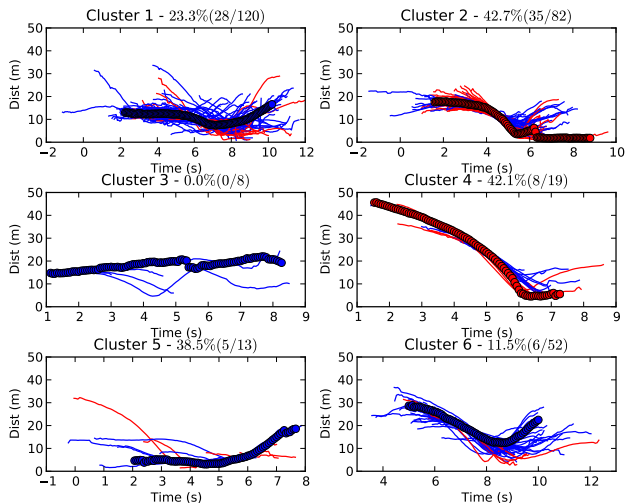 Cluster 1 - 23.3%(28/120)
50
40
30
20
10
0
Dist (m)
−2 0 2 4 6 8 10 12
Time (s)
Cluster 2 - 42.7%(35/82)
50
40
30
20
10
0
Dist (m)
−2 0 2 4 6 8 10
Time (s)
Cluster 3 - 0.0%(0/8)
50
40
30
20
10
0
Dist (m)
1 2 3 4 5 6 7 8 9
Time (s)
Cluster 4 - 42.1%(8/19)
50
40
30
20
10
0
Dist (m)
1 2 3 4 5 6 7 8 9
Time (s)
Cluster 5 - 38.5%(5/13)
50
40
30
20
10
0
Dist (m)
−1 0 1 2 3 4 5 6 7 8
Time (s)
Cluster 6 - 11.5%(6/52)
50
40
30
20
10
0
Dist (m)
4 6 8 10 12
Time (s)